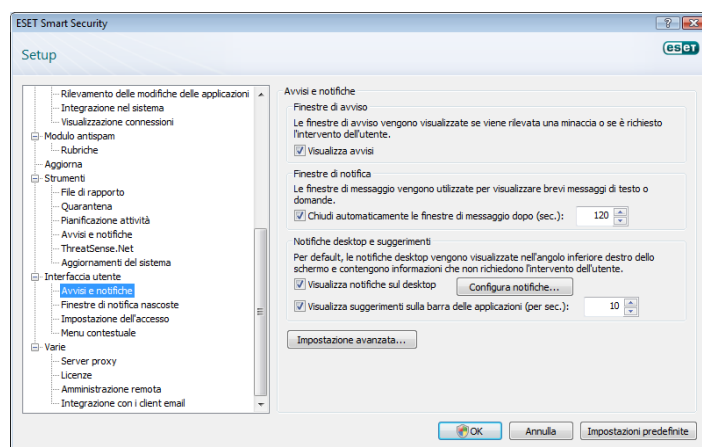 ESET Smart Security
Setup
eset
Rilevamento delle modifiche delle applicazioni
Integrazione nel sistema
Visualizzazione connessioni
Modulo antispam
Rubriche
Aggiorna
Strumenti
File di rapporto
Quarantena
Pianificazione attività
Avvisi e notifiche
ThreatSense.Net
Aggiornamenti del sistema
Interfaccia utente
Avvisi e notifiche
Finestre di notifica nascoste
Impostazione dell'accesso
Menu contestuale
Varie
Server proxy
Licenze
Amministrazione remota
Integrazione con i client email
Avvisi e notifiche
Finestre di avviso
Le finestre di avviso vengono visualizzate se viene rilevata una minaccia o se è richiesto
l'intervento dell'utente.
Visualizza avvisi
Finestre di notifica
Le finestre di messaggio vengono utilizzate per visualizzare brevi messaggi di testo o
domande.
Chiudi automaticamente le finestre di messaggio dopo (sec.): 120
Notifiche desktop e suggerimenti
Per default, le notifiche desktop vengono visualizzate nell'angolo inferiore destro dello
schermo e contengono informazioni che non richiedono l'intervento dell'utente.
Visualizza notifiche sul desktop Configura notifiche...
Visualizza suggerimenti sulla barra delle applicazioni (per sec.): 10
Impostazione avanzata...
OK Annulla Impostazioni predefinite